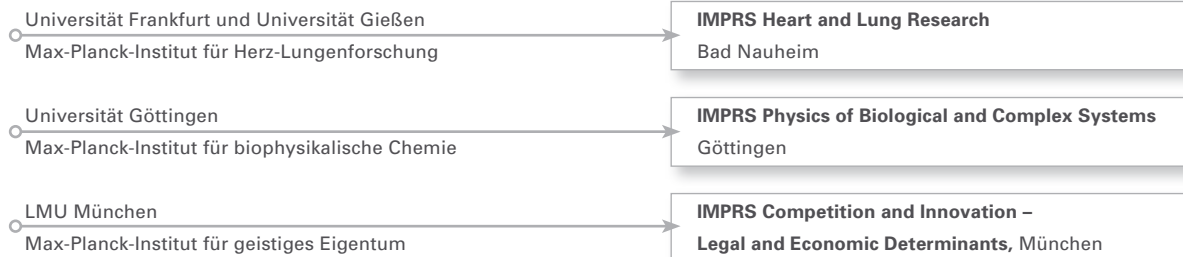 Universität Frankfurt und Universität Gießen
Max-Planck-Institut für Herz-Lungenforschung
IMPRS Heart and Lung Research
Bad Nauheim
Universität Göttingen
Max-Planck-Institut für biophysikalische Chemie
IMPRS Physics of Biological and Complex Systems
Göttingen
LMU München
Max-Planck-Institut für geistiges Eigentum
IMPRS Competition and Innovation –
Legal and Economic Determinants, München